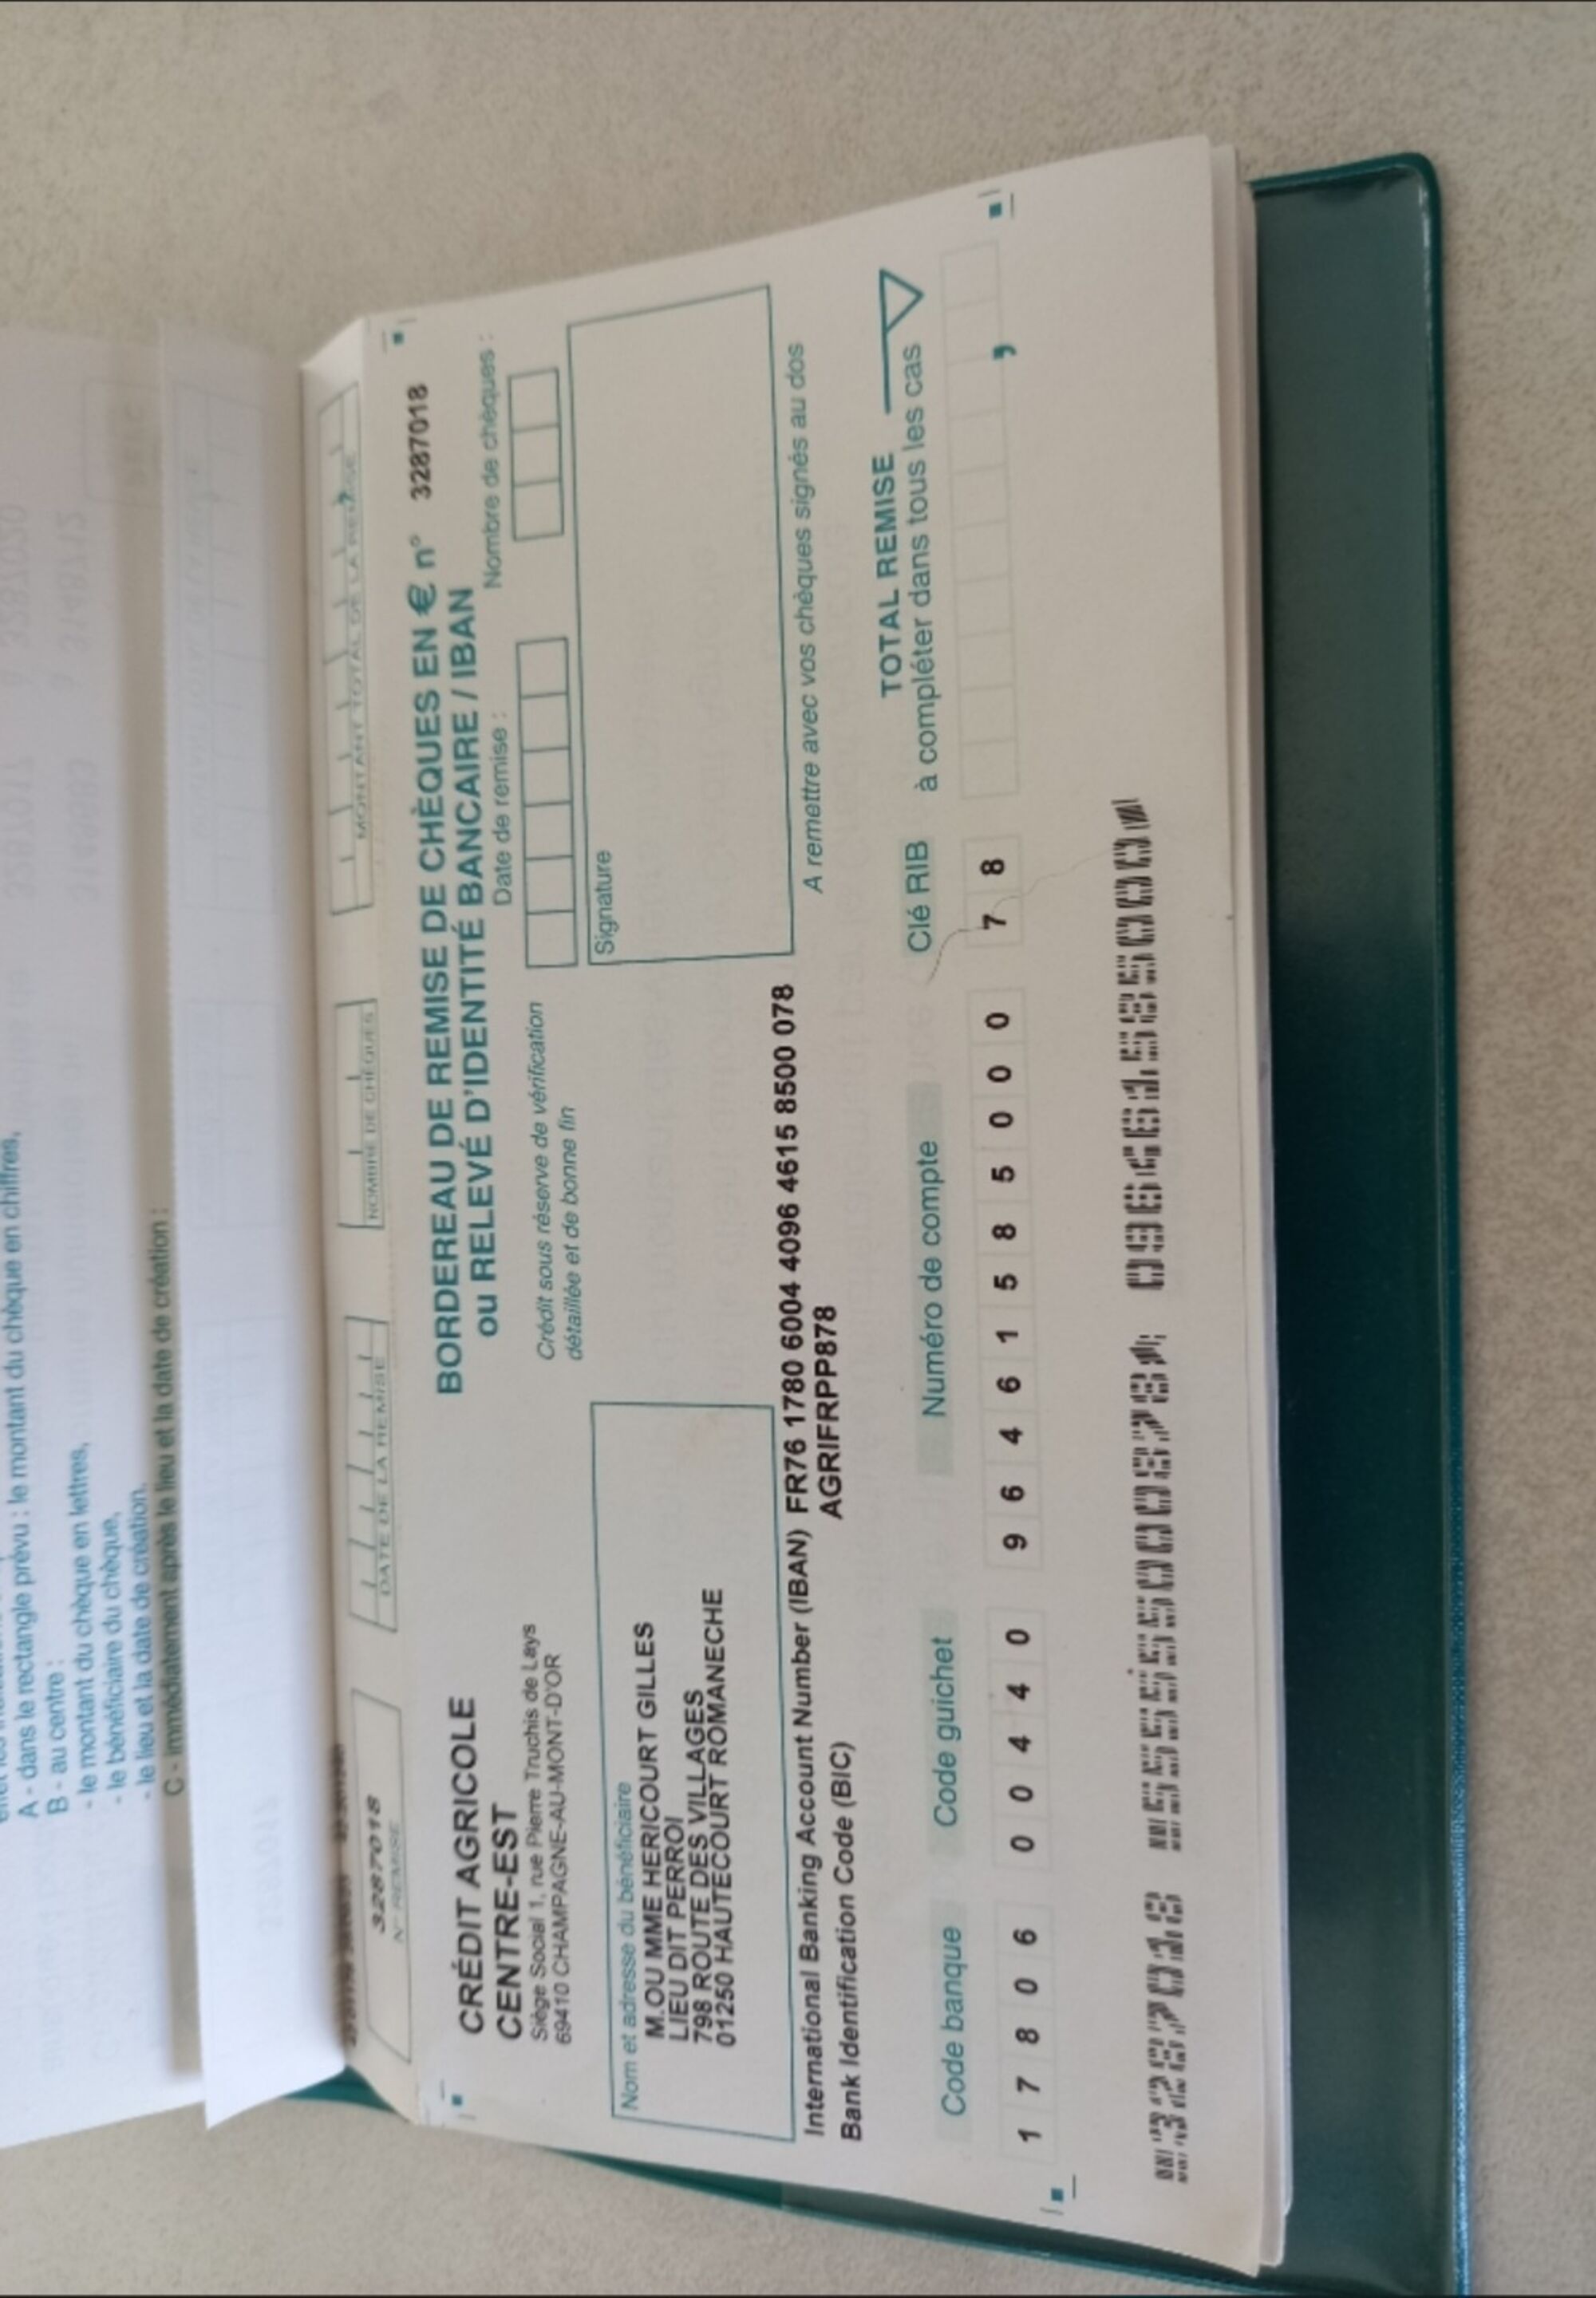 A - dans le rectangle prévu : le montant du chèque en chiffres,
B - au centre :
- le montant du chèque en lettres,
- le bénéficiaire du chèque,
- le lieu et la date de création.
C - immédiatement après le lieu et la date de création :
3287018
N° REMISE
DATE DE LA REMISE
NOMBRE DE CHÈQUES
MONTANT TOTAL DE LA REMISE
CRÉDIT AGRICOLE
CENTRE-EST
Siège Social 1, rue Pierre Truchis de Lays
69410 CHAMPAGNE-AU-MONT-D'OR
BORDEREAU DE REMISE DE CHÈQUES EN € n° 3287018
ou RELEVÉ D'IDENTITÉ BANCAIRE / IBAN
Date de remise :
Nombre de chèques :
Crédit sous réserve de vérification
détaillée et de bonne fin
Nom et adresse du bénéficiaire
M.OU MME HERICOURT GILLES
LIEU DIT PERROI
798 ROUTE DES VILLAGES
01250 HAUTECOURT ROMANECHE
Signature
International Banking Account Number (IBAN) FR76 1780 6004 4096 4615 8500 078
Bank Identification Code (BIC) AGRIFRPP878
A remettre avec vos chèques signés au dos
TOTAL REMISE
Code banque Code guichet Numéro de compte Clé RIB à compléter dans tous les cas
1 7 8 0 6 0 0 4 4 0 9 6 4 6 1 5 8 5 0 0 0 7 8 ,
3287018